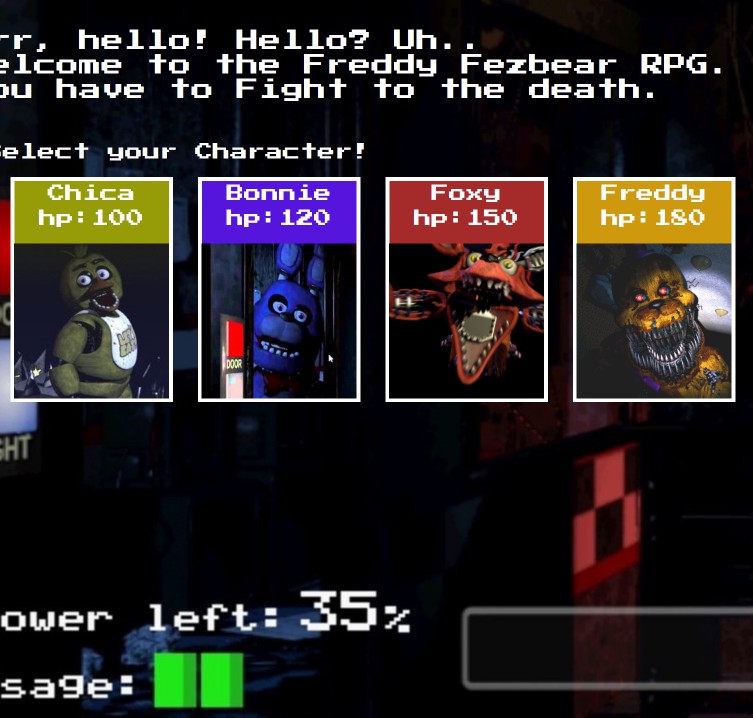 rr, hello! Hello? Uh..
elcome to the Freddy Fezbear RPG.
ou have to Fight to the death.
Select your Character!
Chica
hp:100
Bonnie
hp:120
Foxy
hp:150
Freddy
hp:180
DOOR
GHT
ower left: 35%
sage: